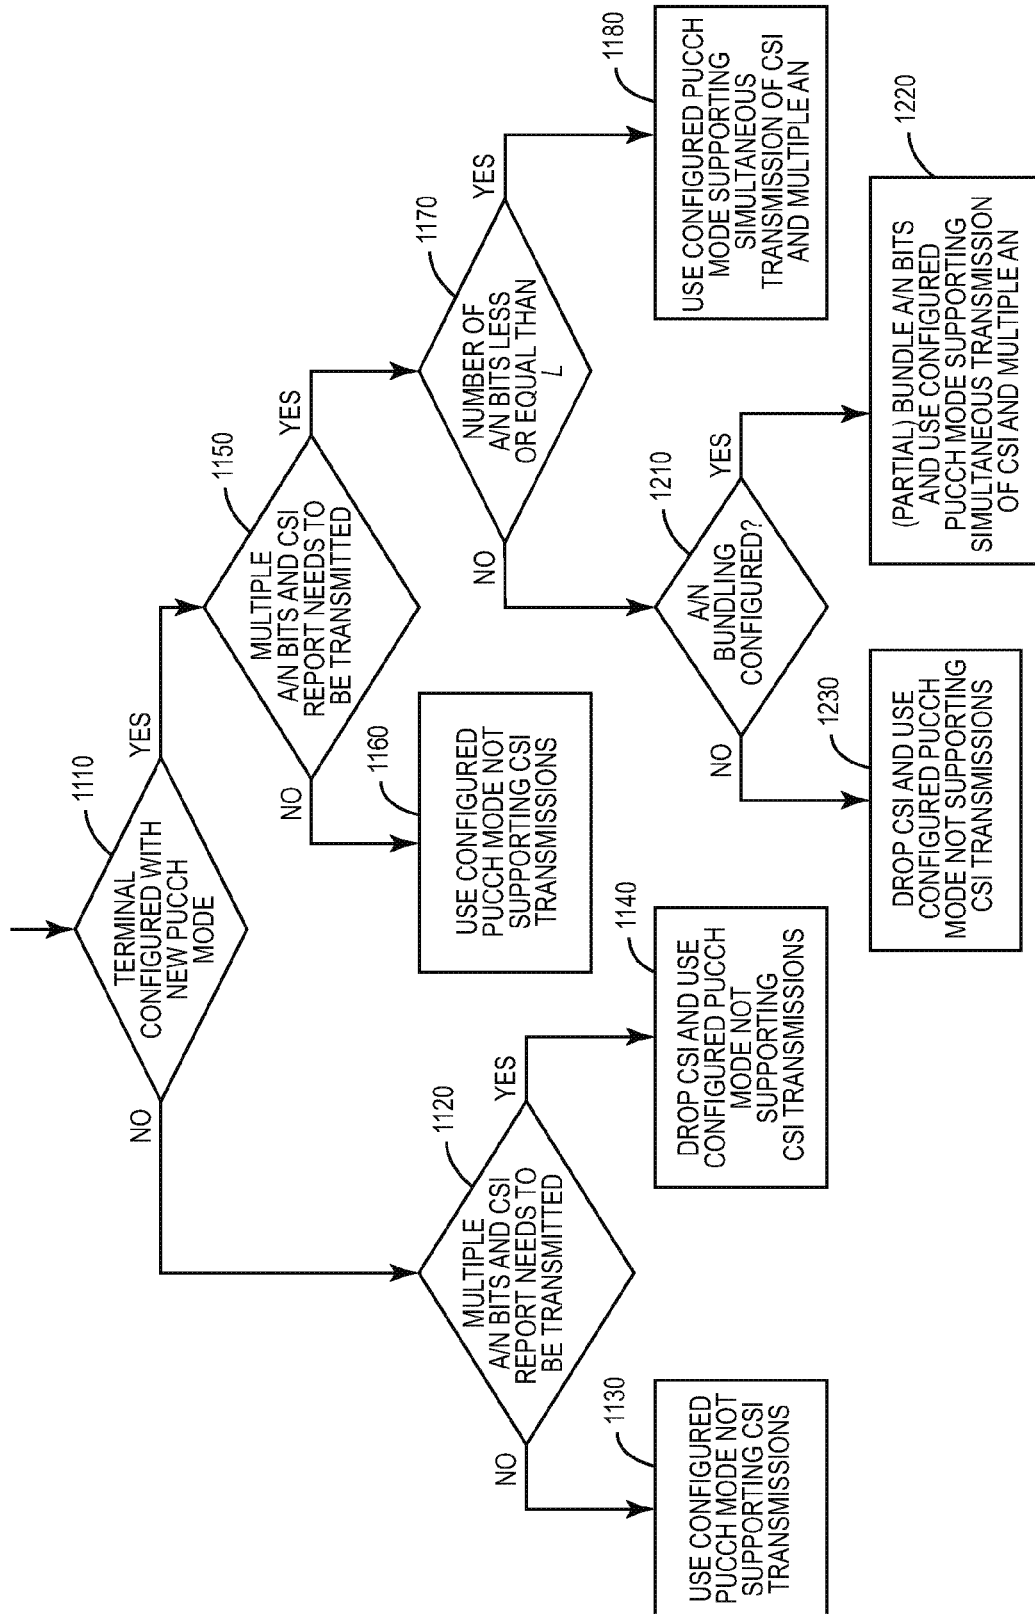 1110
TERMINAL
CONFIGURED WITH
NEW PUCCH
MODE
NO
YES
1120
MULTIPLE
A/N BITS AND CSI
REPORT NEEDS TO
BE TRANSMITTED
NO
YES
1130
USE CONFIGURED
PUCCH MODE NOT
SUPPORTING CSI
TRANSMISSIONS
1140
DROP CSI AND USE
CONFIGURED PUCCH
MODE NOT
SUPPORTING
CSI TRANSMISSIONS
1150
MULTIPLE
A/N BITS AND CSI
REPORT NEEDS TO
BE TRANSMITTED
NO
YES
1160
USE CONFIGURED
PUCCH MODE NOT
SUPPORTING CSI
TRANSMISSIONS
1170
NUMBER OF
A/N BITS LESS
OR EQUAL THAN
L
NO
YES
1180
USE CONFIGURED PUCCH
MODE SUPPORTING
SIMULTANEOUS
TRANSMISSION OF CSI
AND MULTIPLE AN
1210
A/N
BUNDLING
CONFIGURED?
NO
YES
1230
DROP CSI AND USE
CONFIGURED PUCCH
MODE NOT SUPPORTING
CSI TRANSMISSIONS
1220
(PARTIAL) BUNDLE A/N BITS
AND USE CONFIGURED
PUCCH MODE SUPPORTING
SIMULTANEOUS TRANSMISSION
OF CSI AND MULTIPLE AN